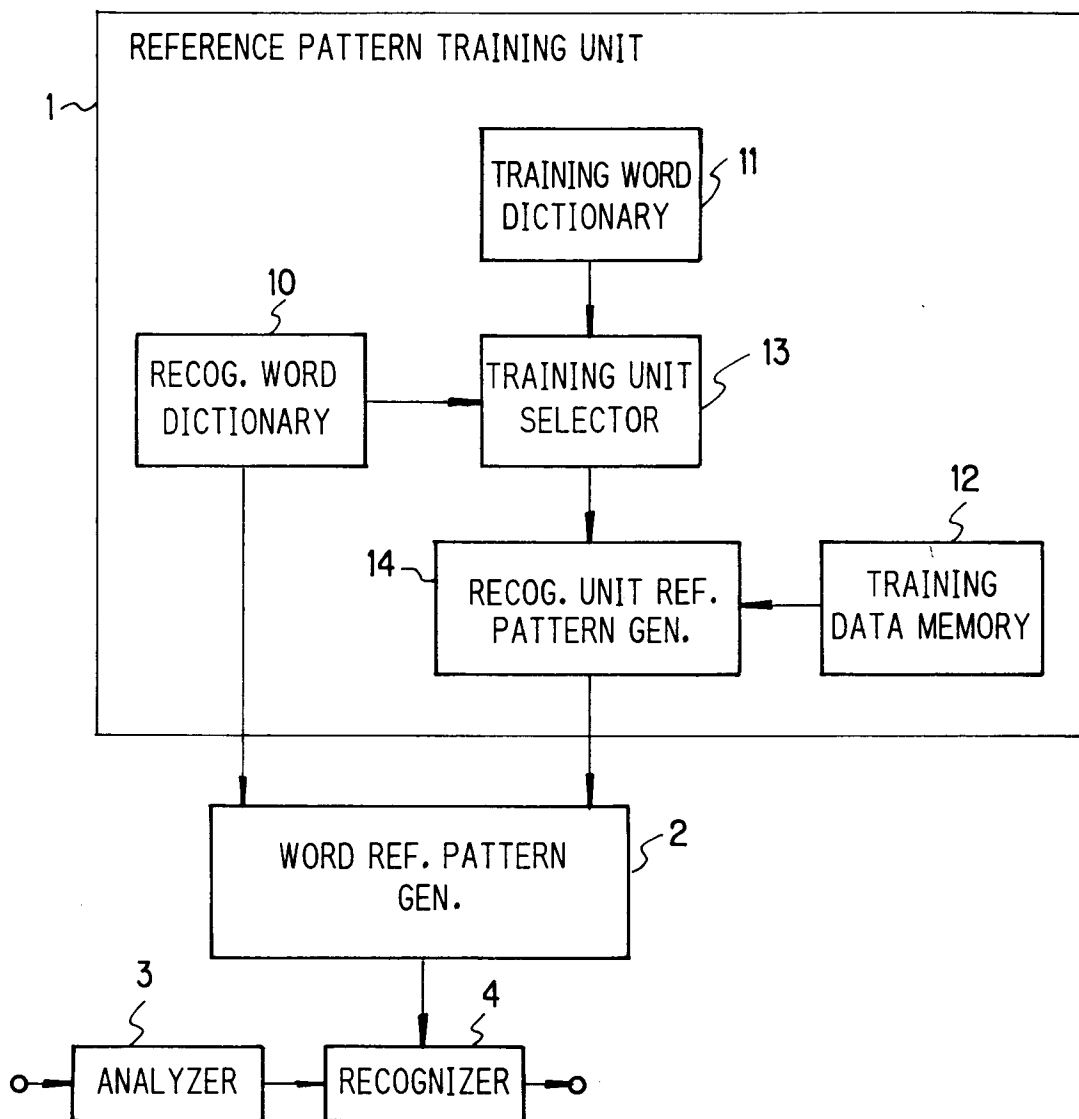 REFERENCE PATTERN TRAINING UNIT
1
TRAINING WORD
DICTIONARY
11
10
RECOG. WORD
DICTIONARY
TRAINING UNIT
SELECTOR
13
12
14
RECOG. UNIT REF.
PATTERN GEN.
TRAINING
DATA MEMORY
WORD REF. PATTERN
GEN.
2
3
4
ANALYZER
RECOGNIZER